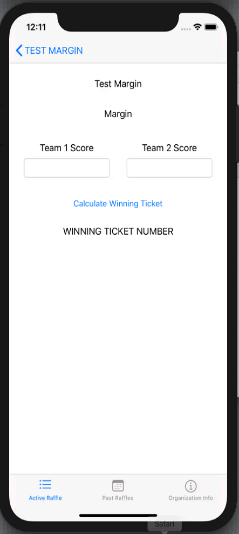 12:11
TEST MARGIN
Test Margin
Margin
Team 1 Score Team 2 Score
Calculate Winning Ticket
WINNING TICKET NUMBER
Active Raffle Past Raffles Organization Info
Safari